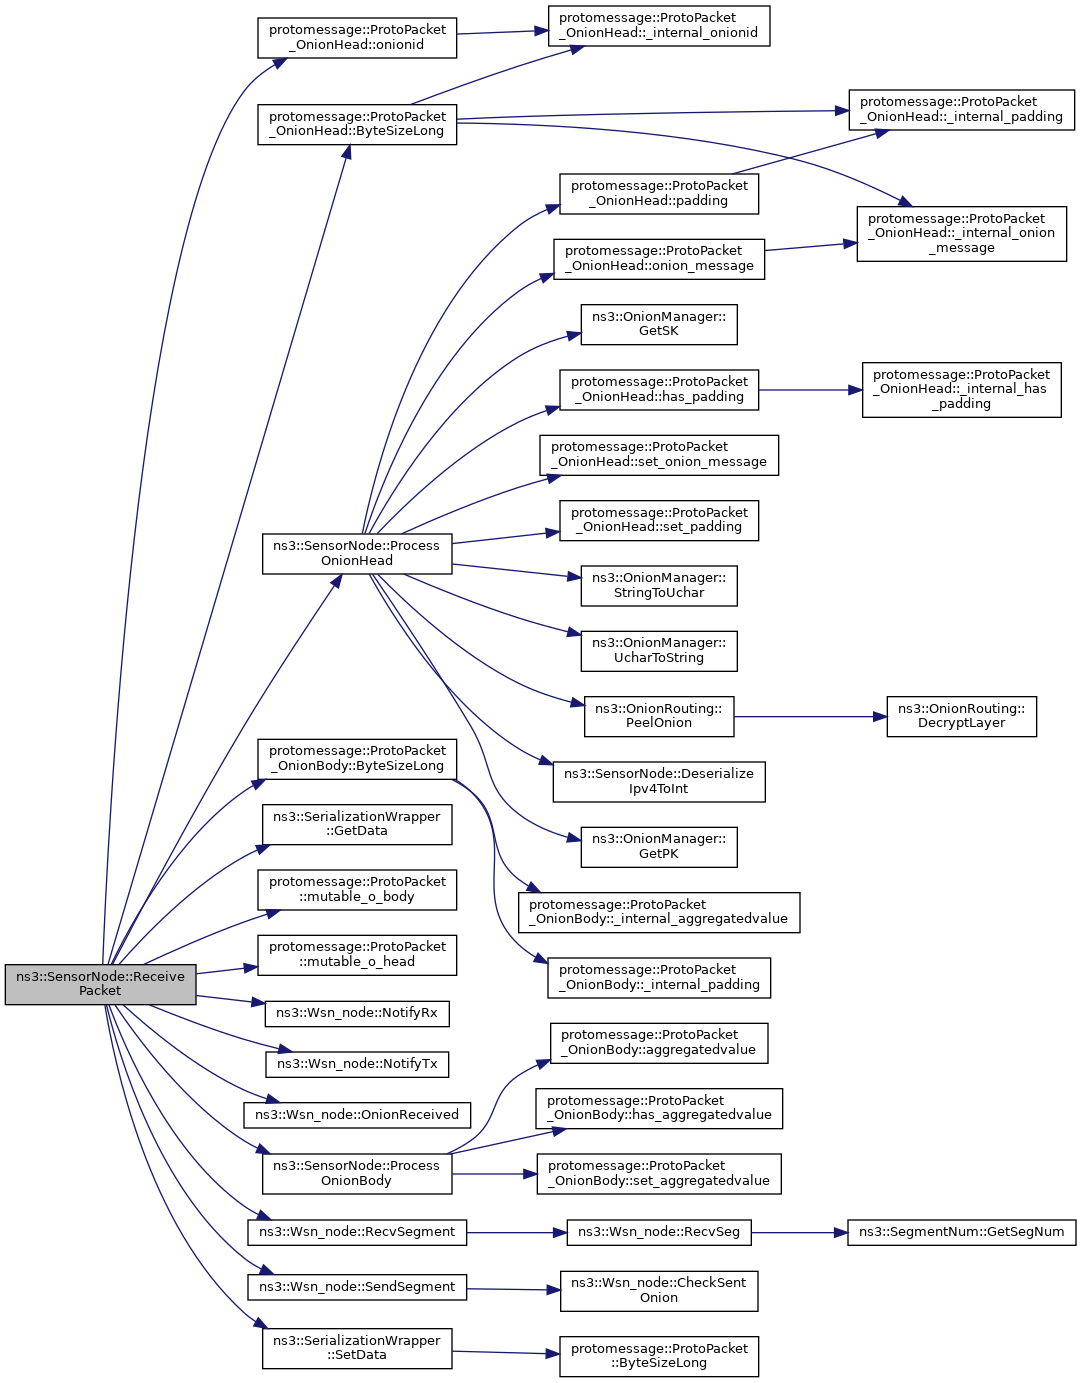 protomessage::ProtoPacket
_OnionHead::onionid
protomessage::ProtoPacket
_OnionHead::_internal_onionid
protomessage::ProtoPacket
_OnionHead::ByteSizeLong
protomessage::ProtoPacket
_OnionHead::_internal_padding
protomessage::ProtoPacket
_OnionHead::padding
protomessage::ProtoPacket
_OnionHead::_internal_onion
_message
protomessage::ProtoPacket
_OnionHead::onion_message
ns3::OnionManager::
GetSK
protomessage::ProtoPacket
_OnionHead::has_padding
protomessage::ProtoPacket
_OnionHead::_internal_has
_padding
protomessage::ProtoPacket
_OnionHead::set_onion_message
protomessage::ProtoPacket
_OnionHead::set_padding
ns3::SensorNode::Process
OnionHead
ns3::OnionManager::
StringToUchar
ns3::OnionManager::
UcharToString
ns3::OnionRouting::
PeelOnion
ns3::OnionRouting::
DecryptLayer
protomessage::ProtoPacket
_OnionBody::ByteSizeLong
ns3::SensorNode::Deserialize
Ipv4ToInt
ns3::SerializationWrapper
::GetData
ns3::OnionManager::
GetPK
protomessage::ProtoPacket
::mutable_o_body
protomessage::ProtoPacket
_OnionBody::_internal_aggregatedvalue
protomessage::ProtoPacket
::mutable_o_head
protomessage::ProtoPacket
_OnionBody::_internal_padding
ns3::SensorNode::Receive
Packet
ns3::Wsn_node::NotifyRx
ns3::Wsn_node::NotifyTx
protomessage::ProtoPacket
_OnionBody::aggregatedvalue
ns3::Wsn_node::OnionReceived
protomessage::ProtoPacket
_OnionBody::has_aggregatedvalue
ns3::SensorNode::Process
OnionBody
protomessage::ProtoPacket
_OnionBody::set_aggregatedvalue
ns3::Wsn_node::RecvSegment
ns3::Wsn_node::RecvSeg
ns3::SegmentNum::GetSegNum
ns3::Wsn_node::SendSegment
ns3::Wsn_node::CheckSent
Onion
ns3::SerializationWrapper
::SetData
protomessage::ProtoPacket
::ByteSizeLong